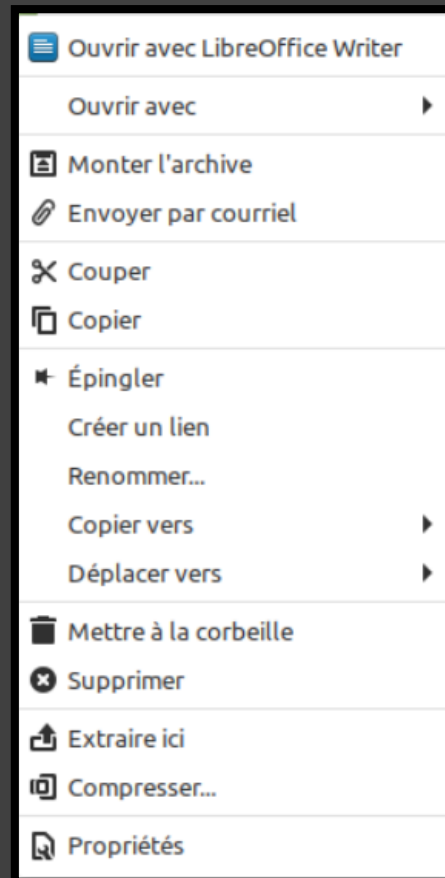 Ouvrir avec LibreOffice Writer
Ouvrir avec
Monter l'archive
Envoyer par courriel
Couper
Copier
Épingler
Créer un lien
Renommer...
Copier vers
Déplacer vers
Mettre à la corbeille
Supprimer
Extraire ici
Compresser...
Propriétés